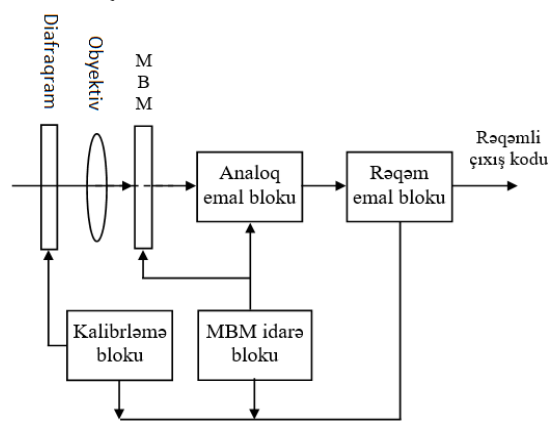 Diafraqram
Obyektiv
M
B
M
Analoq
emal bloku
Rəqəm
emal bloku
Rəqəmli
çıxış kodu
Kalibrləmə
bloku
MBM idarə
bloku